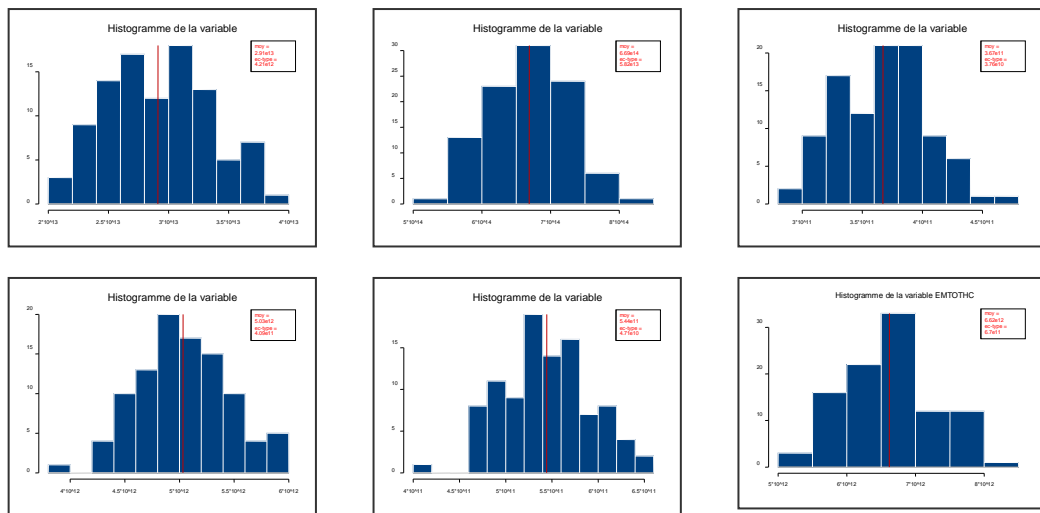 Histogramme de la variable
moy =
2.91e13
ec-type =
4.21e12
15
10
5
0
2*10^13
2.5*10^13
3*10^13
3.5*10^13
4*10^13
Histogramme de la variable
moy =
6.69e14
ec-type =
5.82e13
30
25
20
15
10
5
0
5*10^14
6*10^14
7*10^14
8*10^14
Histogramme de la variable
moy =
3.67e11
ec-type =
3.76e10
20
15
10
5
0
3*10^11
3.5*10^11
4*10^11
4.5*10^11
Histogramme de la variable
moy =
5.03e12
ec-type =
4.09e11
20
15
10
5
0
4*10^12
4.5*10^12
5*10^12
5.5*10^12
6*10^12
Histogramme de la variable
moy =
5.44e11
ec-type =
4.71e10
15
10
5
0
4*10^11
4.5*10^11
5*10^11
5.5*10^11
6*10^11
6.5*10^11
Histogramme de la variable EMTOTHC
moy =
6.62e12
ec-type =
6.7e11
30
20
10
0
5*10^12
6*10^12
7*10^12
8*10^12